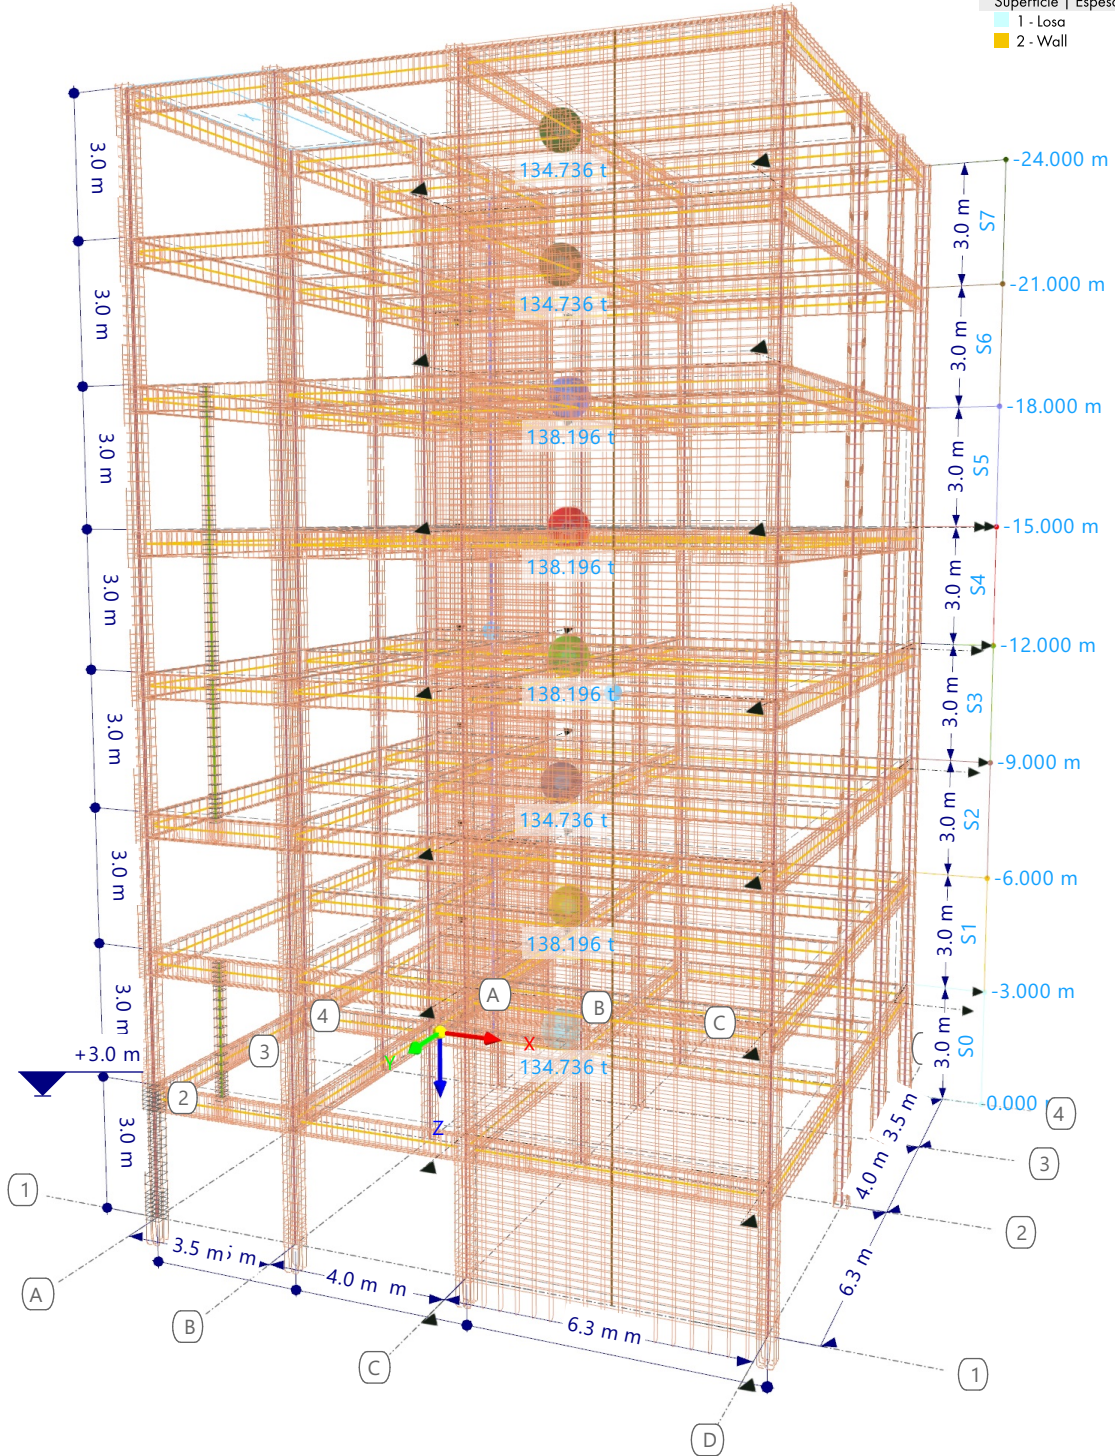 Superficie | Espeso
1 - Losa
2 - Wall
3.0 m
3.0 m
3.0 m
3.0 m
3.0 m
3.0 m
3.0 m
+3.0 m
3.0 m
134.736 t
134.736 t
138.196 t
138.196 t
138.196 t
134.736 t
138.196 t
134.736 t
-24.000 m
3.0 m S7
-21.000 m
3.0 m S6
-18.000 m
3.0 m S5
-15.000 m
3.0 m S4
-12.000 m
3.0 m S3
-9.000 m
3.0 m S2
-6.000 m
3.0 m S1
-3.000 m
3.0 m S0
-0.000
A
B
C
4
3
2
X
Y
Z
4
3
2
1
3.5 m
4.0 m
6.3 m
1
A
B
C
D
3.5 m
m
4.0 m
m
6.3 m
m